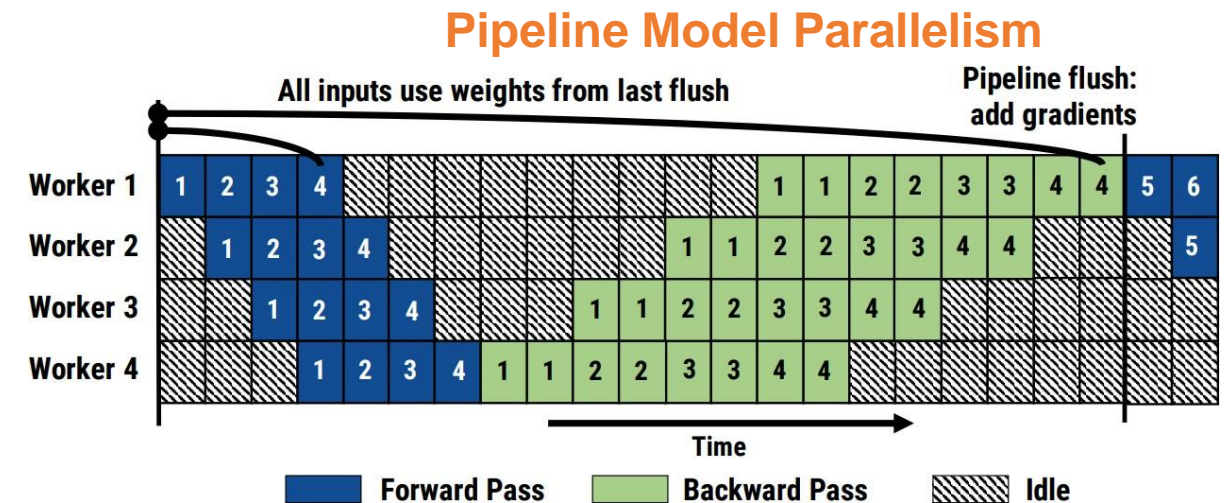 Pipeline Model Parallelism
All inputs use weights from last flush
Pipeline flush:
add gradients
Worker 1 1 2 3 4 1 1 2 2 3 3 4 4 5 6
Worker 2 1 2 3 4 1 1 2 2 3 3 4 4 5
Worker 3 1 2 3 4 1 1 2 2 3 3 4 4
Worker 4 1 2 3 4 1 1 2 2 3 3 4 4
Time
Forward Pass Backward Pass Idle